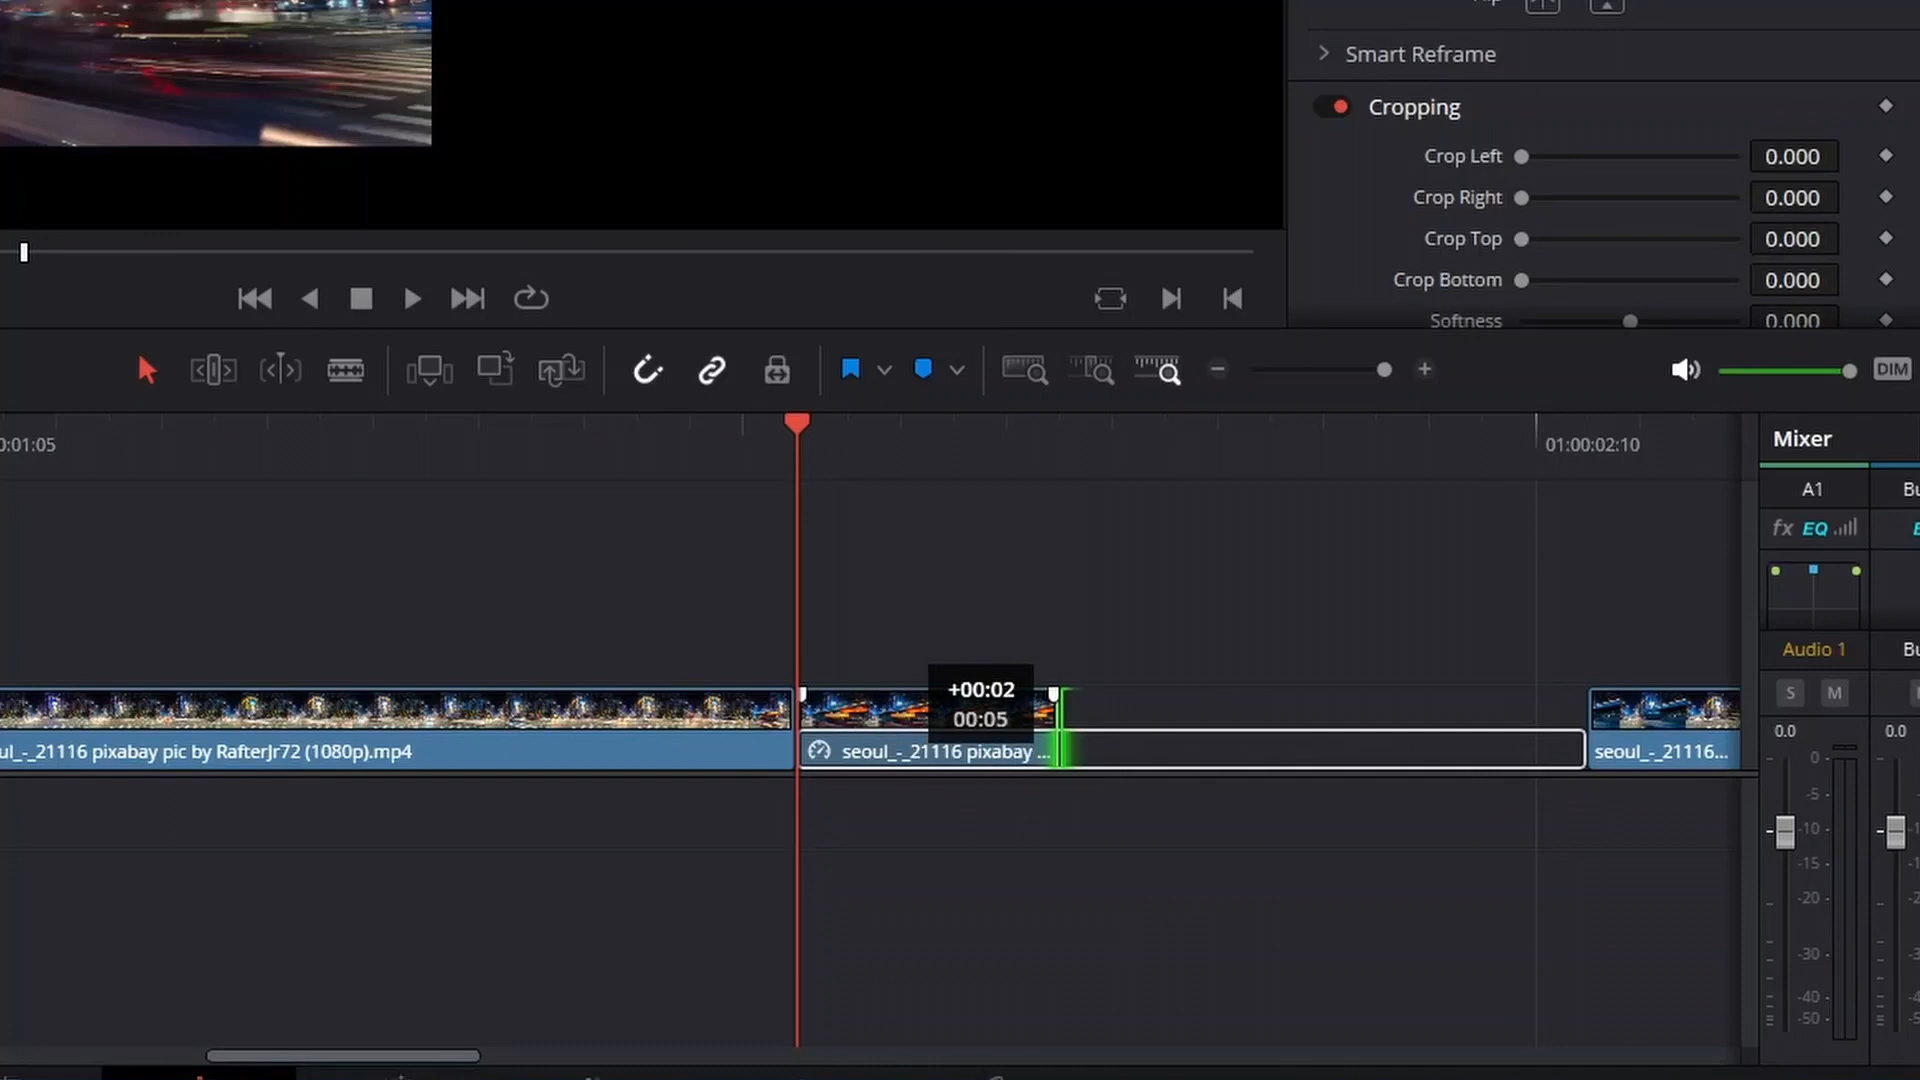 Smart Reframe
Cropping
Crop Left 0.000
Crop Right 0.000
Crop Top 0.000
Crop Bottom 0.000
Softness 0.000
DIM
0:01:05
01:00:02:10
Mixer
A1
Bu
fx EQ
Audio 1
Bu
S M
+00:02
00:05
ul_-_21116 pixabay pic by RafterJr72 (1080p).mp4
seoul_-_21116 pixabay ...
seoul_-_21116...
0.0
0.0
0
-5
-10
-15
-20
-30
-40
-50